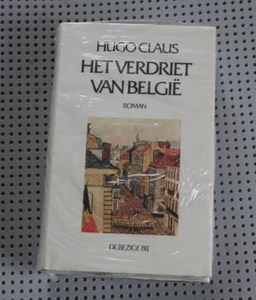 HUGO CLAUS
HET VERDRIET
VAN BELGIË
ROMAN
DE BEZIGE BIJ